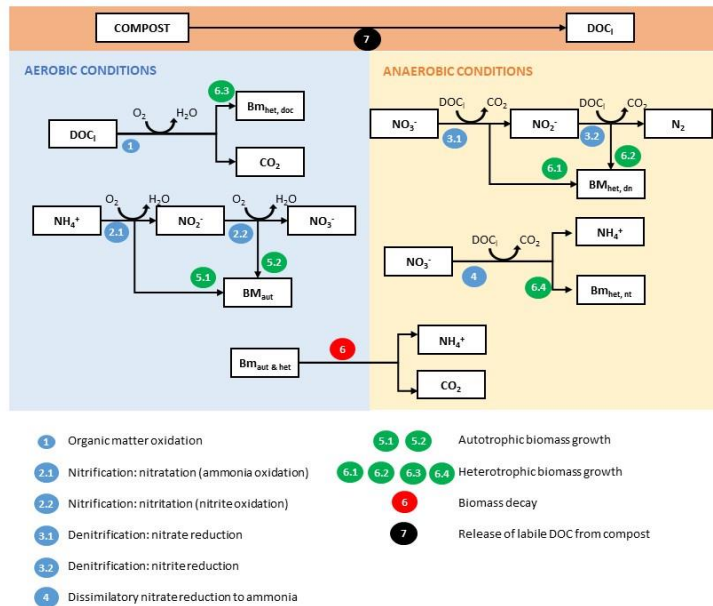 COMPOST
DOCl
7
AEROBIC CONDITIONS
ANAEROBIC CONDITIONS
O2 H2O 6.3 Bmhet, doc
DOCl
1
CO2
DOCl CO2 DOCl CO2
NO3- NO2- N2
3.1 3.2
6.1 6.2
BMhet, dn
O2 H2O O2 H2O
NH4+ NO2- NO3-
2.1 2.2
5.1 5.2
BMaut
DOCl CO2 NH4+
NO3-
4 6.4 Bmhet, nt
6 NH4+
Bmaut & het
CO2
1 Organic matter oxidation
2.1 Nitrification: nitratation (ammonia oxidation)
2.2 Nitrification: nitritation (nitrite oxidation)
3.1 Denitrification: nitrate reduction
3.2 Denitrification: nitrite reduction
4 Dissimilatory nitrate reduction to ammonia
5.1 5.2 Autotrophic biomass growth
6.1 6.2 6.3 6.4 Heterotrophic biomass growth
6 Biomass decay
7 Release of labile DOC from compost